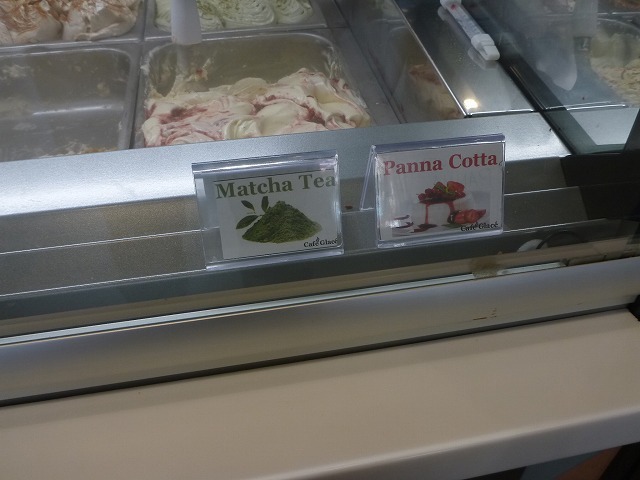 Matcha Tea
Café Glacé
Panna Cotta
Café Glacé